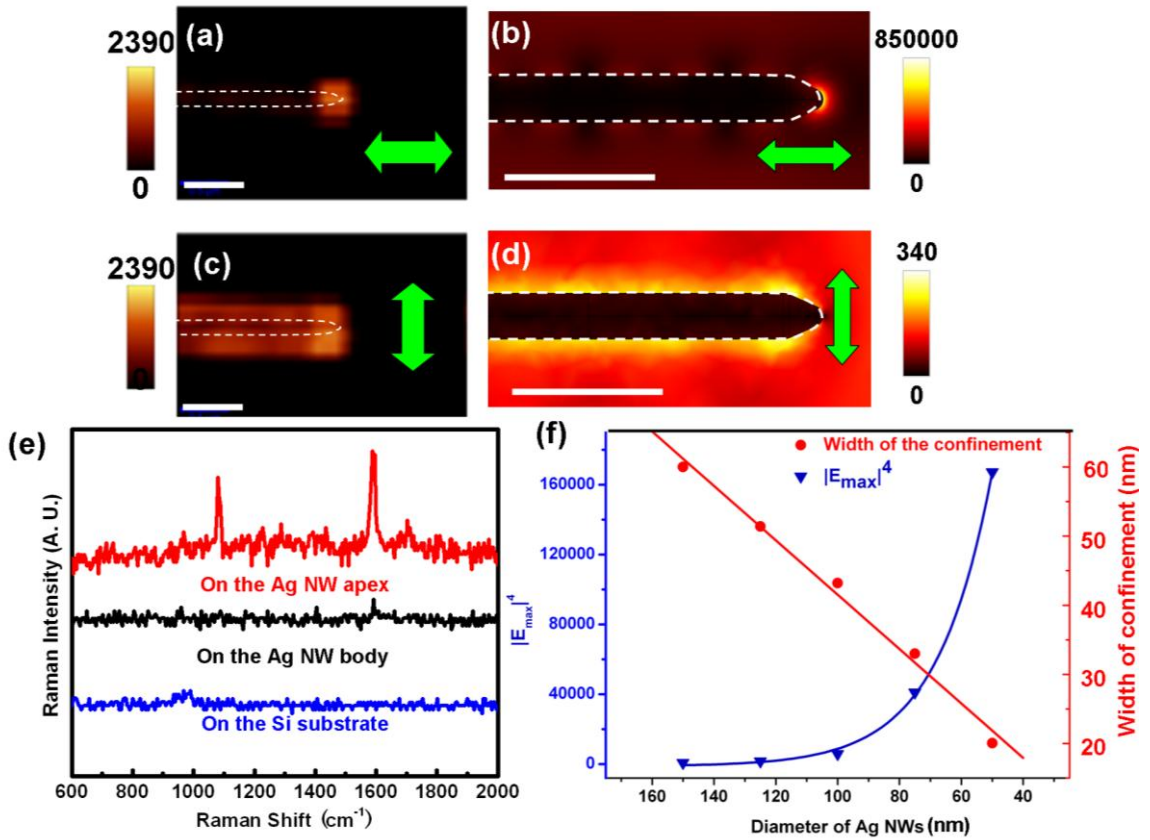 2390
(a)
0
(b)
850000
0
2390
(c)
0
(d)
340
0
(e)
Raman Intensity (A. U.)
On the Ag NW apex
On the Ag NW body
On the Si substrate
600 800 1000 1200 1400 1600 1800 2000
Raman Shift (cm⁻¹)
(f)
Width of the confinement
|E_max|⁴
|E_max|⁴
160000
120000
80000
40000
0
60
50
40
30
20
Width of confinement (nm)
160 140 120 100 80 60 40
Diameter of Ag NWs (nm)